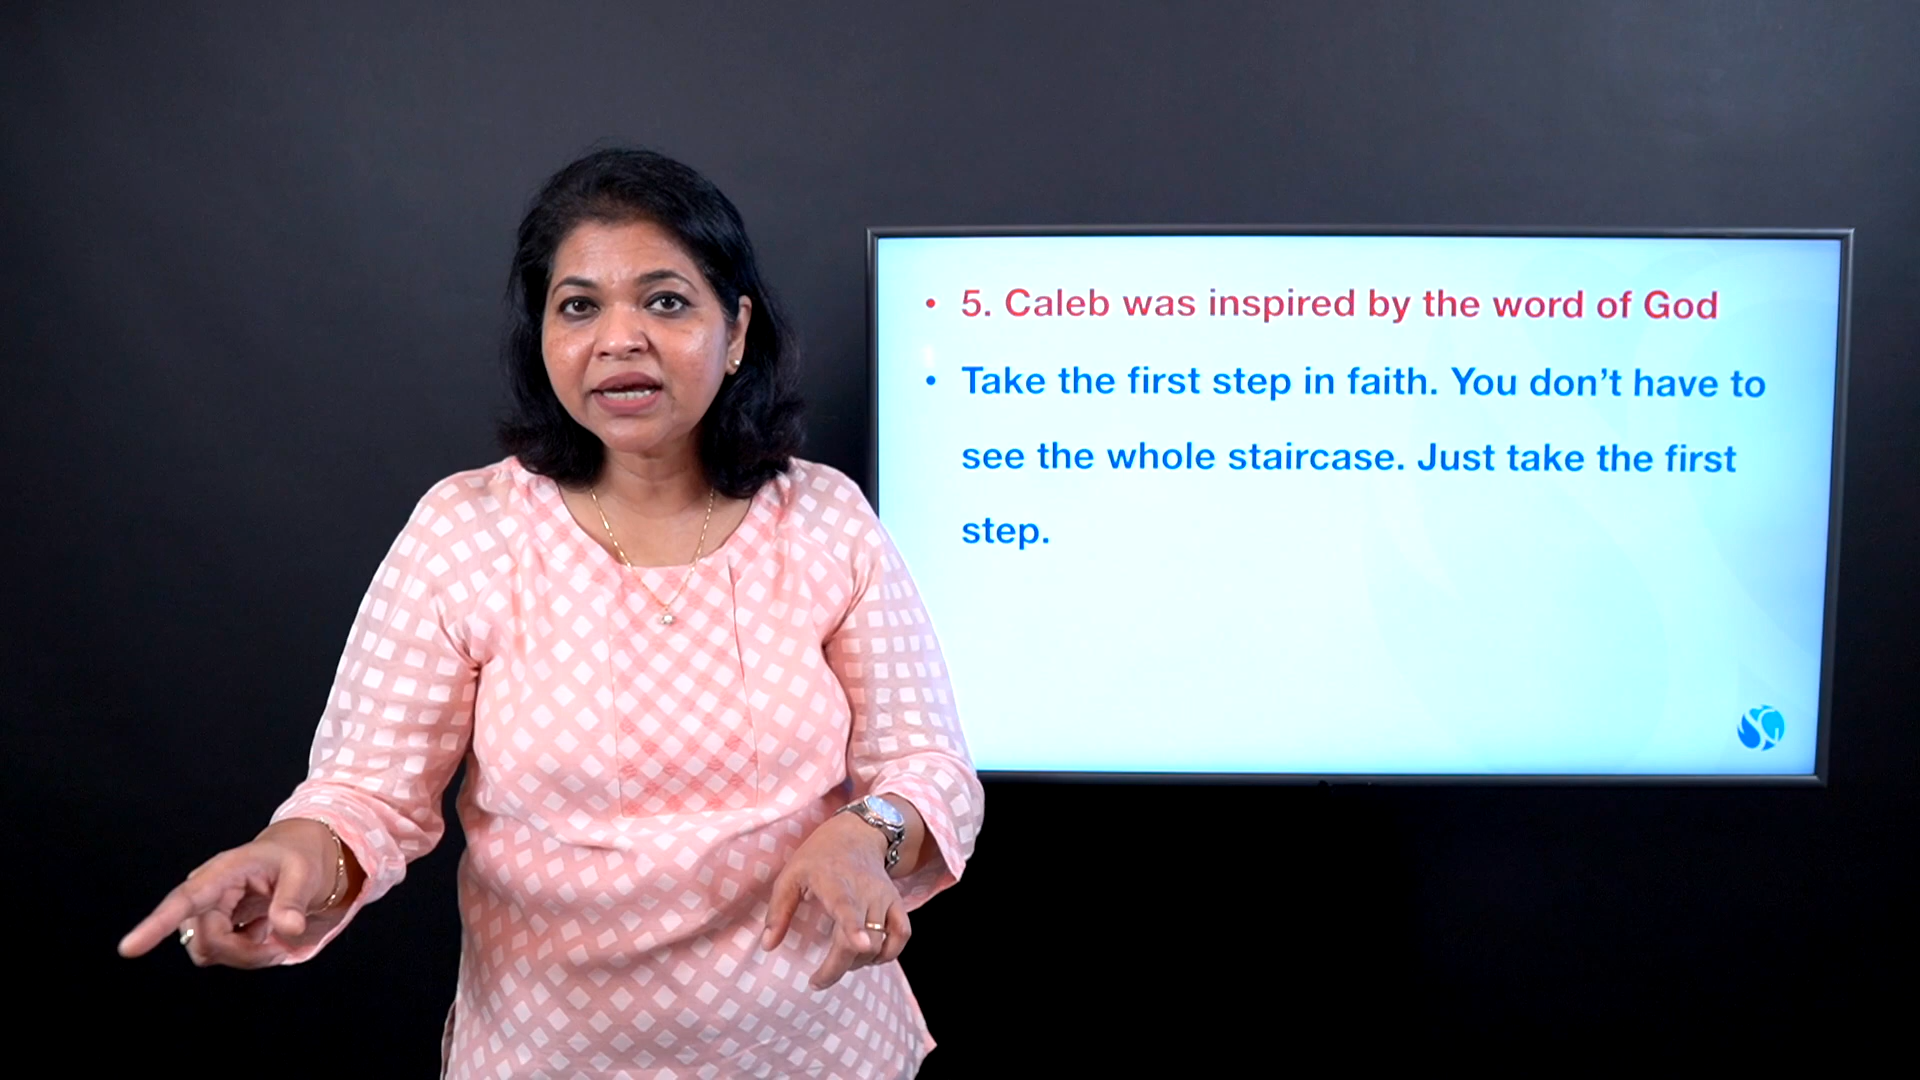 • 5. Caleb was inspired by the word of God
• Take the first step in faith. You don’t have to
see the whole staircase. Just take the first
step.